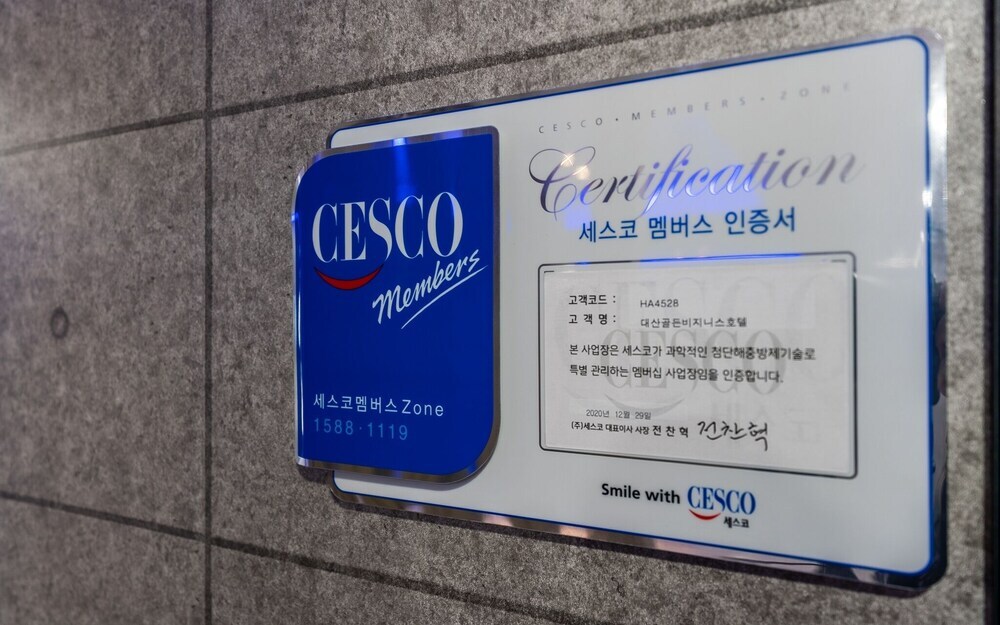 CESCO
Members
세스코멤버스Zone
1588·1119
CESCO • MEMBERS • ZONE
Certification
세스코 멤버스 인증서
고객코드 : HA4528
고 객 명 : 대산골든비지니스호텔
본 사업장은 세스코가 과학적인 첨단해충방제기술로
특별 관리하는 멤버십 사업장임을 인증합니다.
2020년 12월 29일
(주)세스코 대표이사 사장 전 찬 혁 전찬혁
Smile with CESCO
세스코